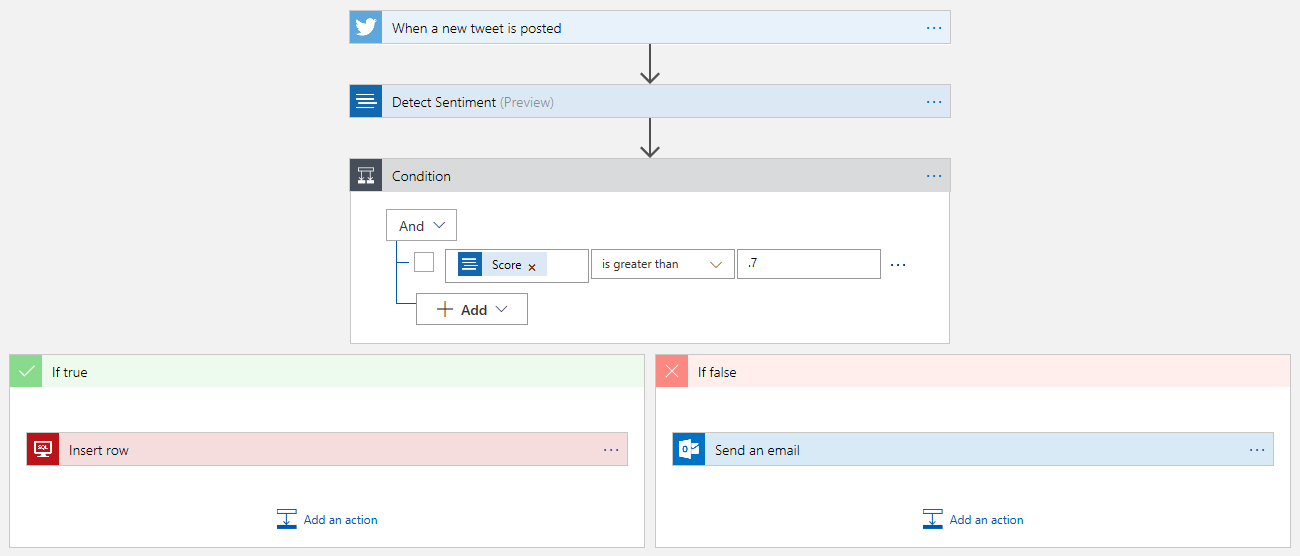 When a new tweet is posted
Detect Sentiment (Preview)
Condition
And
Score is greater than .7
Add
If true
If false
SQL Insert row
Send an email
Add an action
Add an action